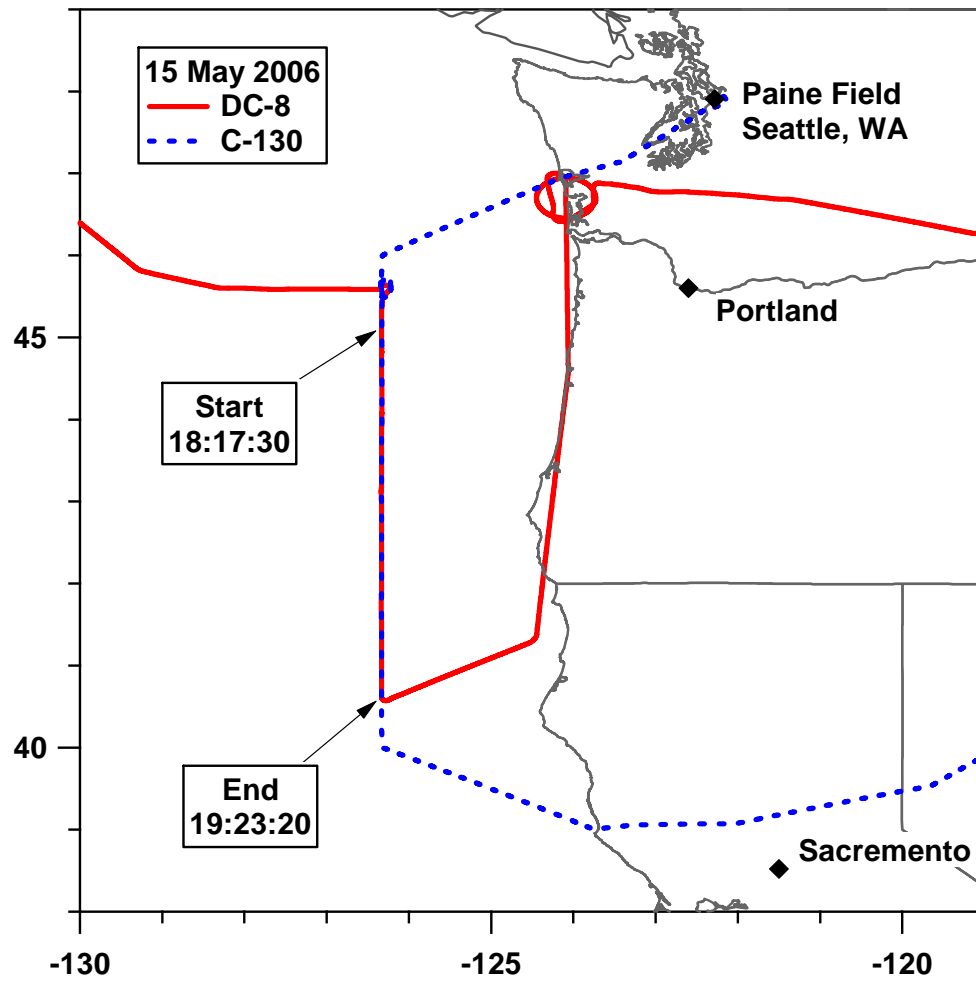 15 May 2006
DC-8
C-130
Paine Field
Seattle, WA
Portland
45
Start
18:17:30
40
End
19:23:20
Sacremento
-130
-125
-120